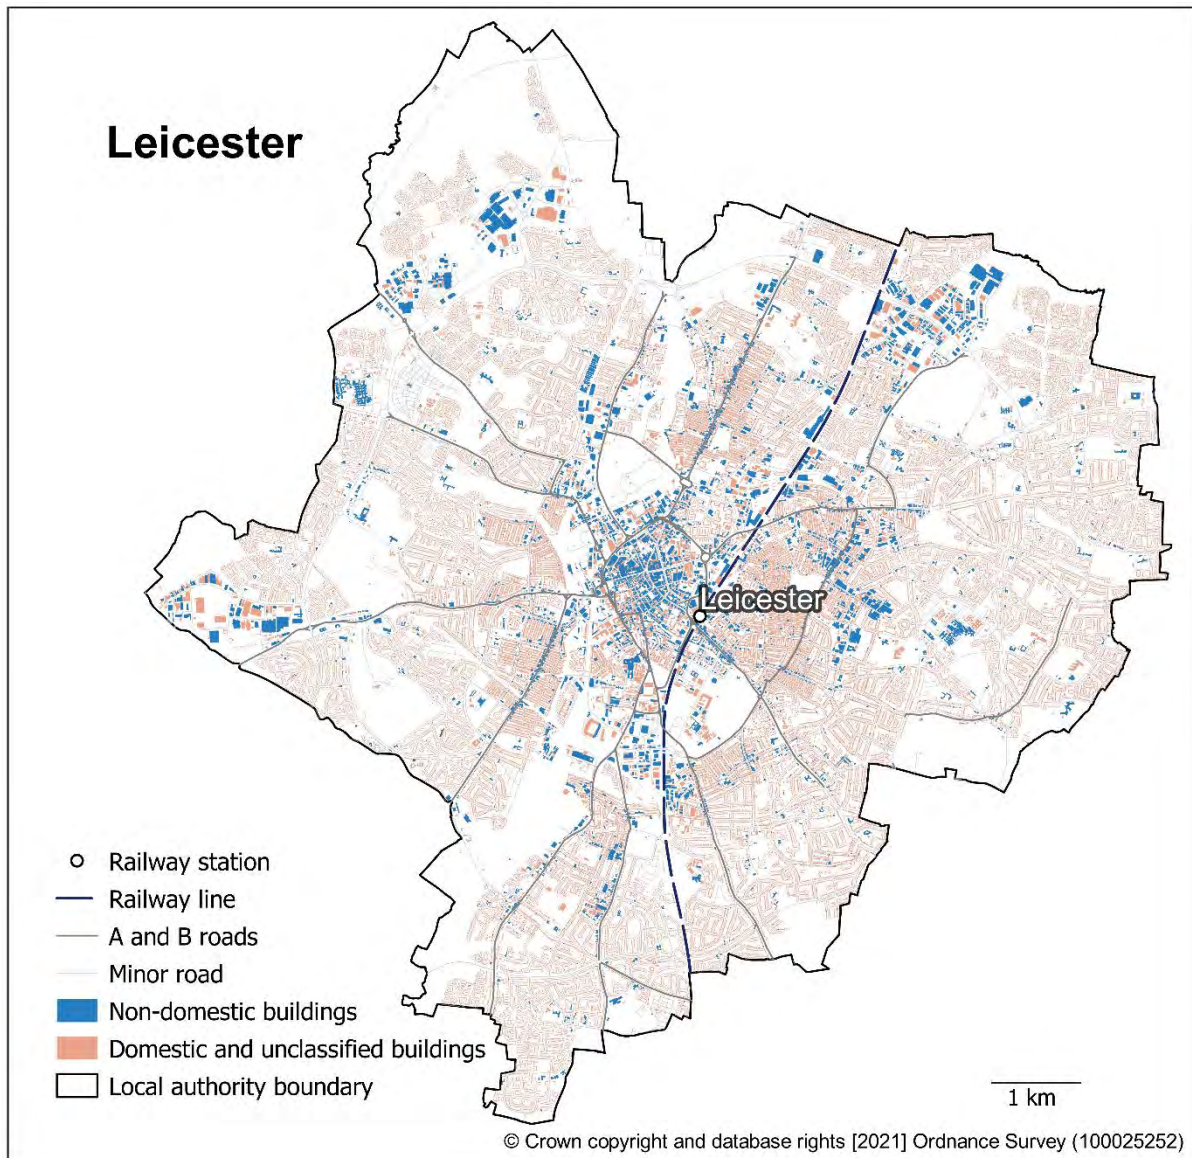 Leicester
Leicester
Railway station
Railway line
A and B roads
Minor road
Non-domestic buildings
Domestic and unclassified buildings
Local authority boundary
1 km
© Crown copyright and database rights [2021] Ordnance Survey (100025252)